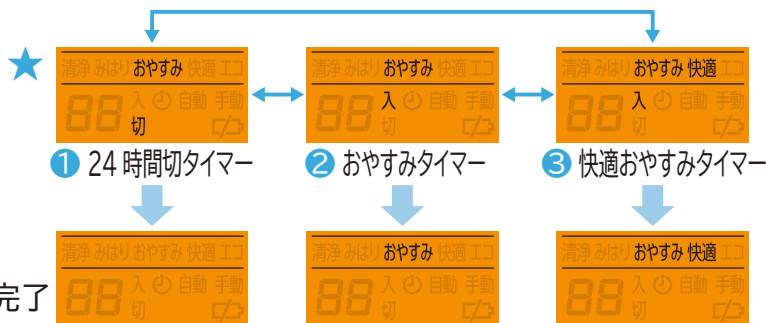 ★
清浄 みはり おやすみ 快適 エコ
清浄 みはり おやすみ 快適 エコ
清浄 みはり おやすみ 快適 エコ
88 入 自動 手動
88 入 自動 手動
88 入 自動 手動
切
切
切
❶ 24 時間切タイマー
❷ おやすみタイマー
❸ 快適おやすみタイマー
清浄 みはり おやすみ 快適 エコ
清浄 みはり おやすみ 快適 エコ
清浄 みはり おやすみ 快適 エコ
完了
88 入 自動 手動
88 入 自動 手動
88 入 自動 手動
切
切
切